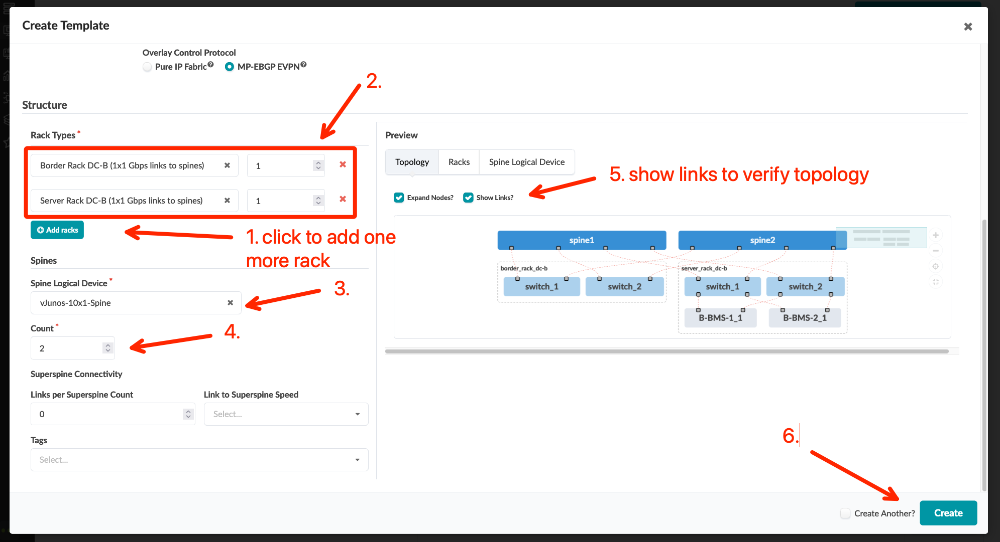 Create Template
Overlay Control Protocol
Pure IP Fabric
MP-EBGP EVPN
2.
Structure
Rack Types *
Border Rack DC-B (1x1 Gbps links to spines)
1
Server Rack DC-B (1x1 Gbps links to spines)
1
Add racks
1. click to add one
more rack
Spines
Spine Logical Device *
vJunos-10x1-Spine
3.
Count *
2
4.
Superspine Connectivity
Links per Superspine Count
0
Link to Superspine Speed
Select...
Tags
Select...
Preview
Topology
Racks
Spine Logical Device
5. show links to verify topology
Expand Nodes?
Show Links?
spine1
spine2
border_rack_dc-b
server_rack_dc-b
switch_1
switch_2
switch_1
switch_2
B-BMS-1_1
B-BMS-2_1
6.
Create Another?
Create